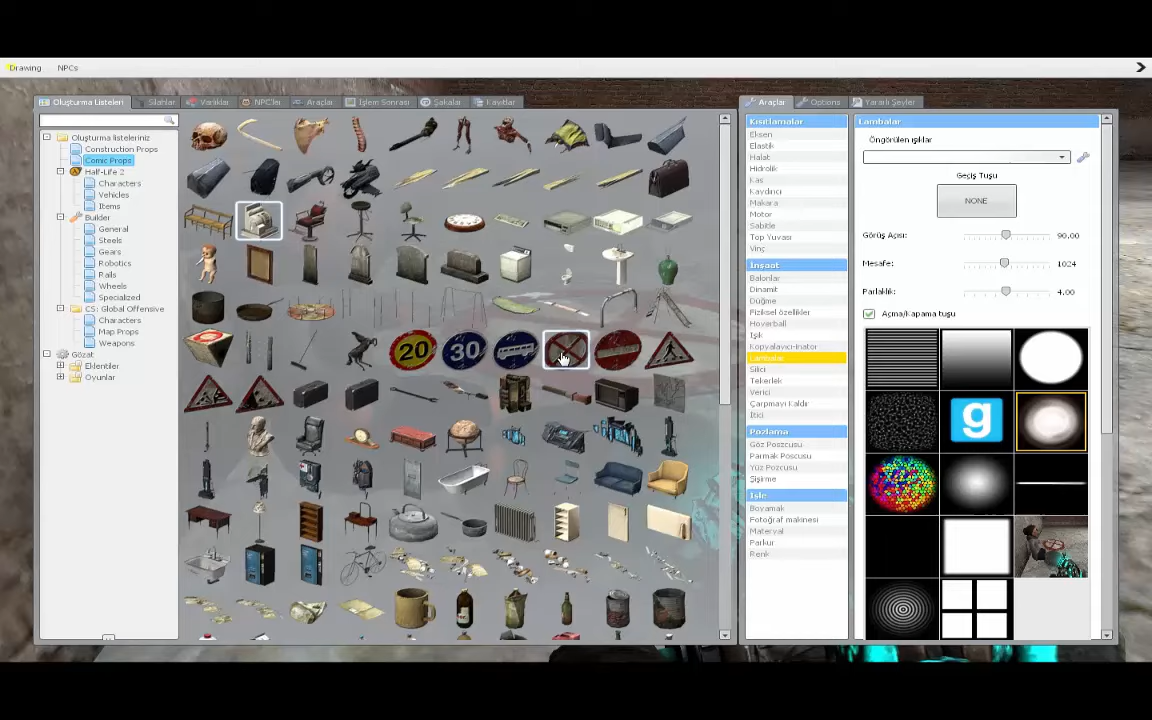 Drawing NPCs
Oluşturma Listeleri Silahlar Varlıklar NPC'ler Araçlar İşlem Sonrası Şakalar Kayıtlar
Oluşturma listeleriniz
Construction Props
Comic Props
Half-Life 2
Characters
Vehicles
Items
Builder
General
Steels
Gears
Robotics
Rails
Wheels
Specialized
CS: Global Offensive
Characters
Map Props
Weapons
Gözat
Eklentiler
Oyunlar
20 30
Araçlar Options Yararlı Şeyler
Kısıtlamalar
Eksen
Elastik
Halat
Hidrolik
Kas
Kaydırıcı
Makara
Motor
Sabitle
Top Yuvası
Vinç
İnşaat
Balonlar
Dinamit
Düğme
Fiziksel özellikler
Hoverball
Işık
Kopyalayıcı-inator
Lambalar
Silici
Tekerlek
Verici
Çarpmayı Kaldır
İtici
Pozlama
Göz Pozcusu
Parmak Pozcusu
Yüz Pozcusu
Şişirme
İşle
Boyamak
Fotoğraf makinesi
Materyal
Parkur
Renk
Lambalar
Öngörülen ışıklar
Geçiş Tuşu
NONE
Görüş Açısı: 90.00
Mesafe: 1024
Parlaklık: 4.00
Açma/kapama tuşu
g